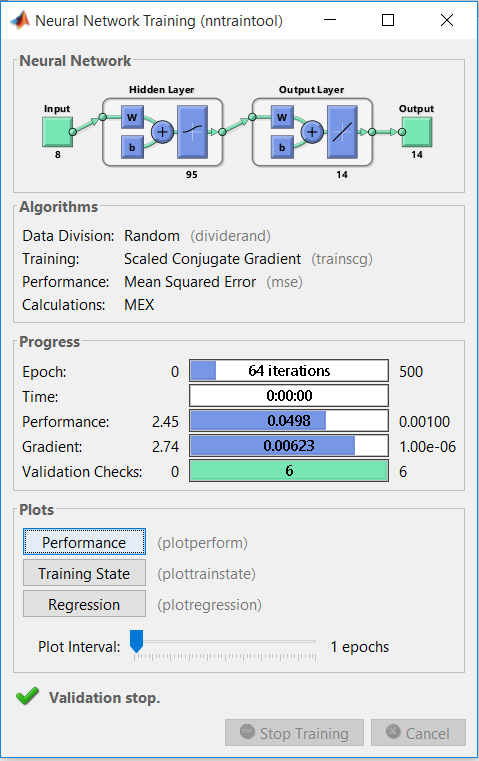 Neural Network Training (nntraintool)
Neural Network
Hidden Layer
Output Layer
Input
Output
W
b
+
W
b
+
8
95
14
14
Algorithms
Data Division: Random (dividerand)
Training: Scaled Conjugate Gradient (trainscg)
Performance: Mean Squared Error (mse)
Calculations: MEX
Progress
Epoch: 0 64 iterations 500
Time: 0:00:00
Performance: 2.45 0.0498 0.00100
Gradient: 2.74 0.00623 1.00e-06
Validation Checks: 0 6 6
Plots
Performance (plotperform)
Training State (plottrainstate)
Regression (plotregression)
Plot Interval: 1 epochs
Validation stop.
Stop Training Cancel